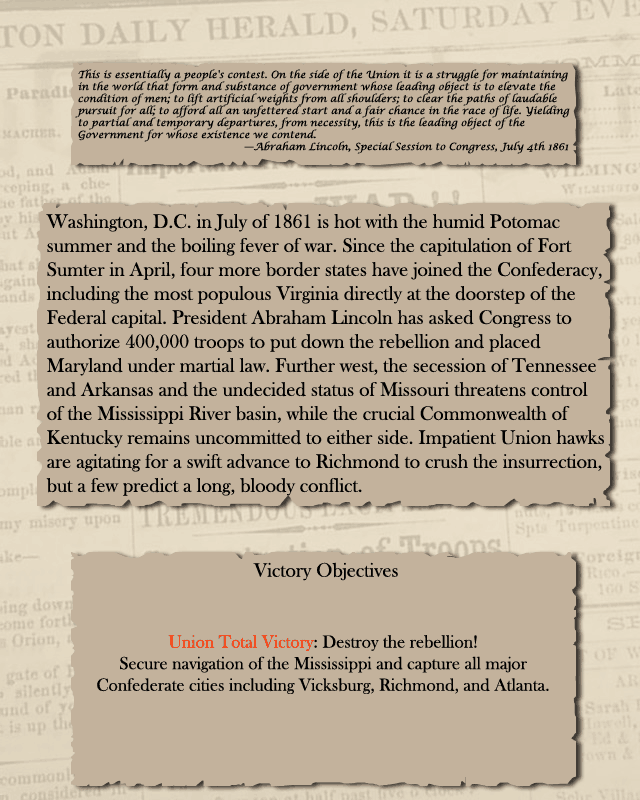 TON DAILY HERALD, SATURDAY EVE
This is essentially a people's contest. On the side of the Union it is a struggle for maintaining
in the world that form and substance of government whose leading object is to elevate the
condition of men; to lift artificial weights from all shoulders; to clear the paths of laudable
pursuit for all; to afford all an unfettered start and a fair chance in the race of life. Yielding
to partial and temporary departures, from necessity, this is the leading object of the
Government for whose existence we contend.
—Abraham Lincoln, Special Session to Congress, July 4th 1861
Washington, D.C. in July of 1861 is hot with the humid Potomac
summer and the boiling fever of war. Since the capitulation of Fort
Sumter in April, four more border states have joined the Confederacy,
including the most populous Virginia directly at the doorstep of the
Federal capital. President Abraham Lincoln has asked Congress to
authorize 400,000 troops to put down the rebellion and placed
Maryland under martial law. Further west, the secession of Tennessee
and Arkansas and the undecided status of Missouri threatens control
of the Mississippi River basin, while the crucial Commonwealth of
Kentucky remains uncommitted to either side. Impatient Union hawks
are agitating for a swift advance to Richmond to crush the insurrection,
but a few predict a long, bloody conflict.
misery upon
TREMENDOUS
of Troops
Spts Turpentine
Victory Objectives
Union Total Victory: Destroy the rebellion!
Secure navigation of the Mississippi and capture all major
Confederate cities including Vicksburg, Richmond, and Atlanta.